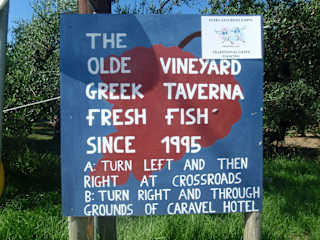 THE
OLDE VINEYARD
GREEK TAVERNA
FRESH FISH
SINCE 1995
A: TURN LEFT AND THEN
RIGHT AT CROSSROADS
B: TURN RIGHT AND THROUGH
GROUNDS OF CARAVEL HOTEL